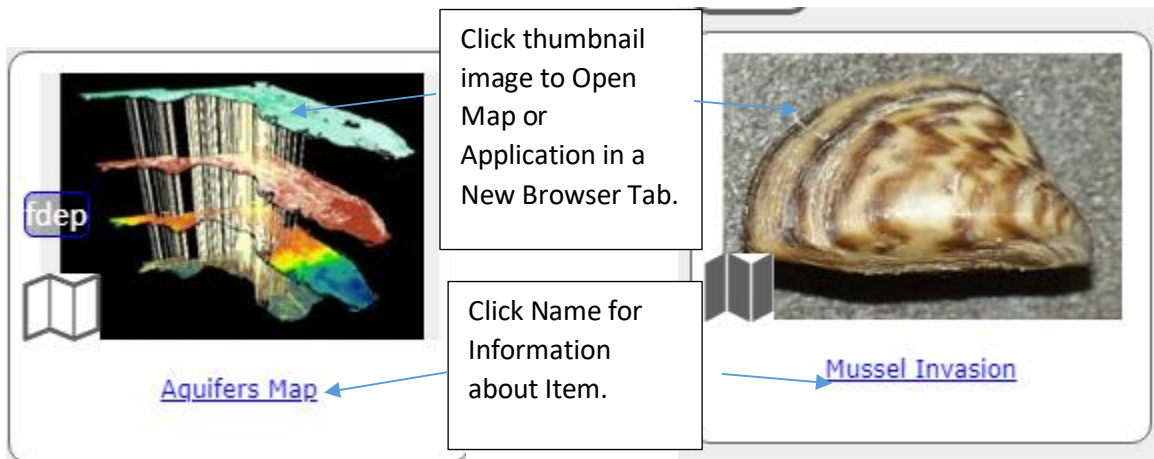 Click thumbnail
image to Open
Map or
Application in a
New Browser Tab.
fdep
Click Name for
Information
about Item.
Aquifers Map
Mussel Invasion